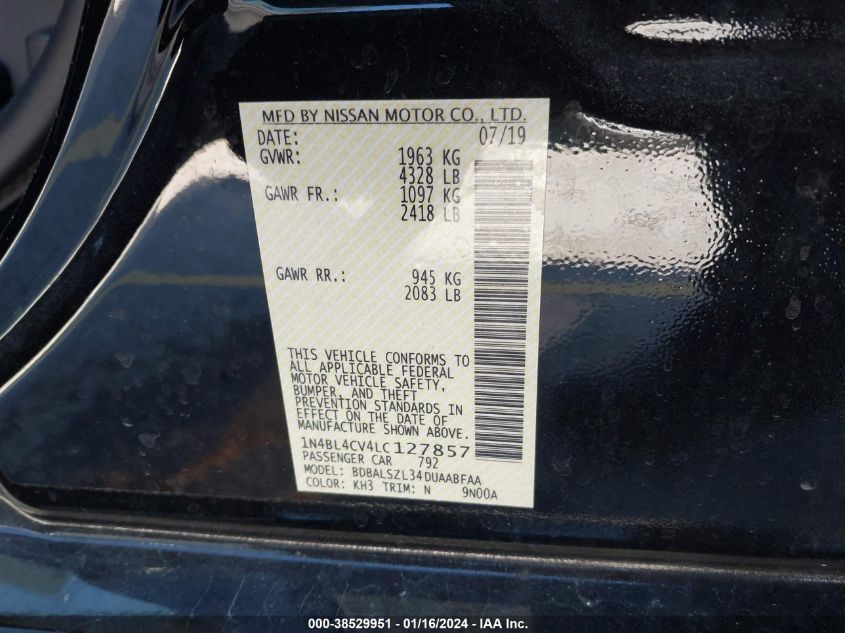 MFD BY NISSAN MOTOR CO., LTD.
DATE: 07/19
GVWR: 1963 KG
4328 LB
GAWR FR.: 1097 KG
2418 LB
GAWR RR.: 945 KG
2083 LB
THIS VEHICLE CONFORMS TO
ALL APPLICABLE FEDERAL
MOTOR VEHICLE SAFETY,
BUMPER, AND THEFT
PREVENTION STANDARDS IN
EFFECT ON THE DATE OF
MANUFACTURE SHOWN ABOVE.
1N4BL4CV4LC127857
PASSENGER CAR 792
MODEL: BDBALSZL34DUAABFAA
COLOR: KH3 TRIM: N 9N00A
000-38529951 - 01/16/2024 - IAA Inc.